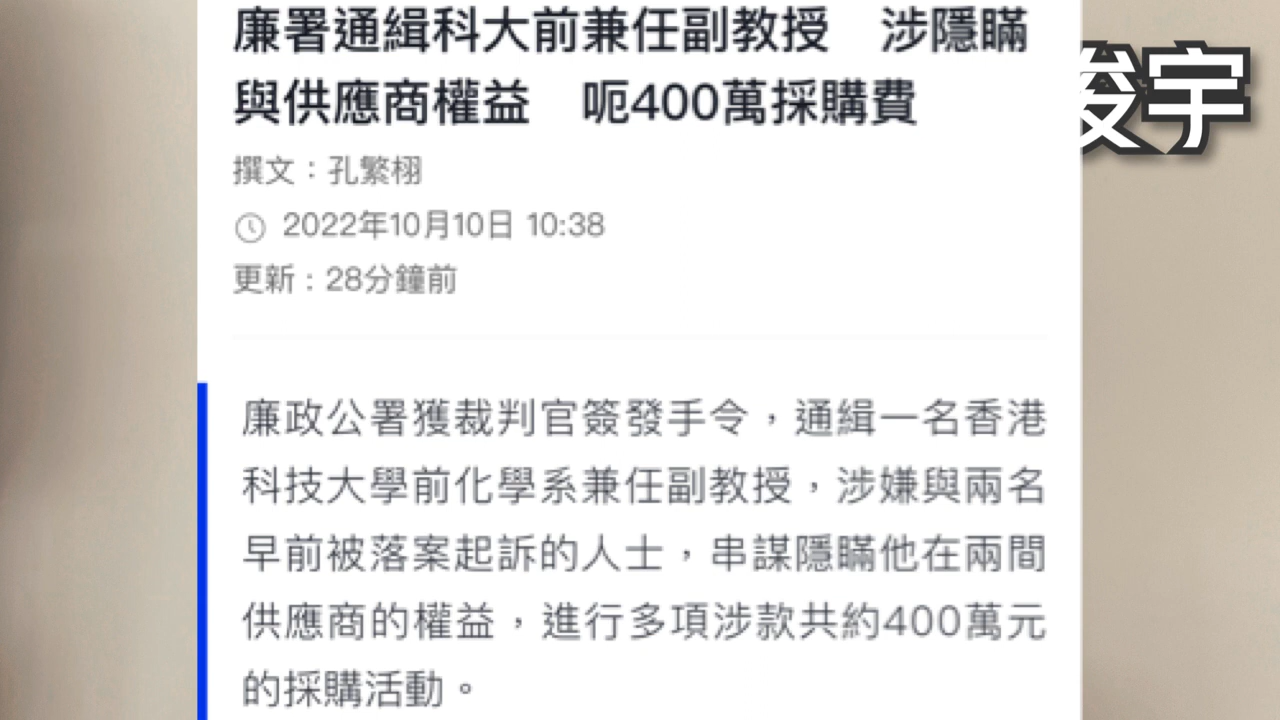 廉署通緝科大前兼任副教授　涉隱瞞
與供應商權益　呃400萬採購費
撰文：孔繁栩
2022年10月10日 10:38
更新：28分鐘前
廉政公署獲裁判官簽發手令，通緝一名香港
科技大學前化學系兼任副教授，涉嫌與兩名
早前被落案起訴的人士，串謀隱瞞他在兩間
供應商的權益，進行多項涉款共約400萬元
的採購活動。
宇